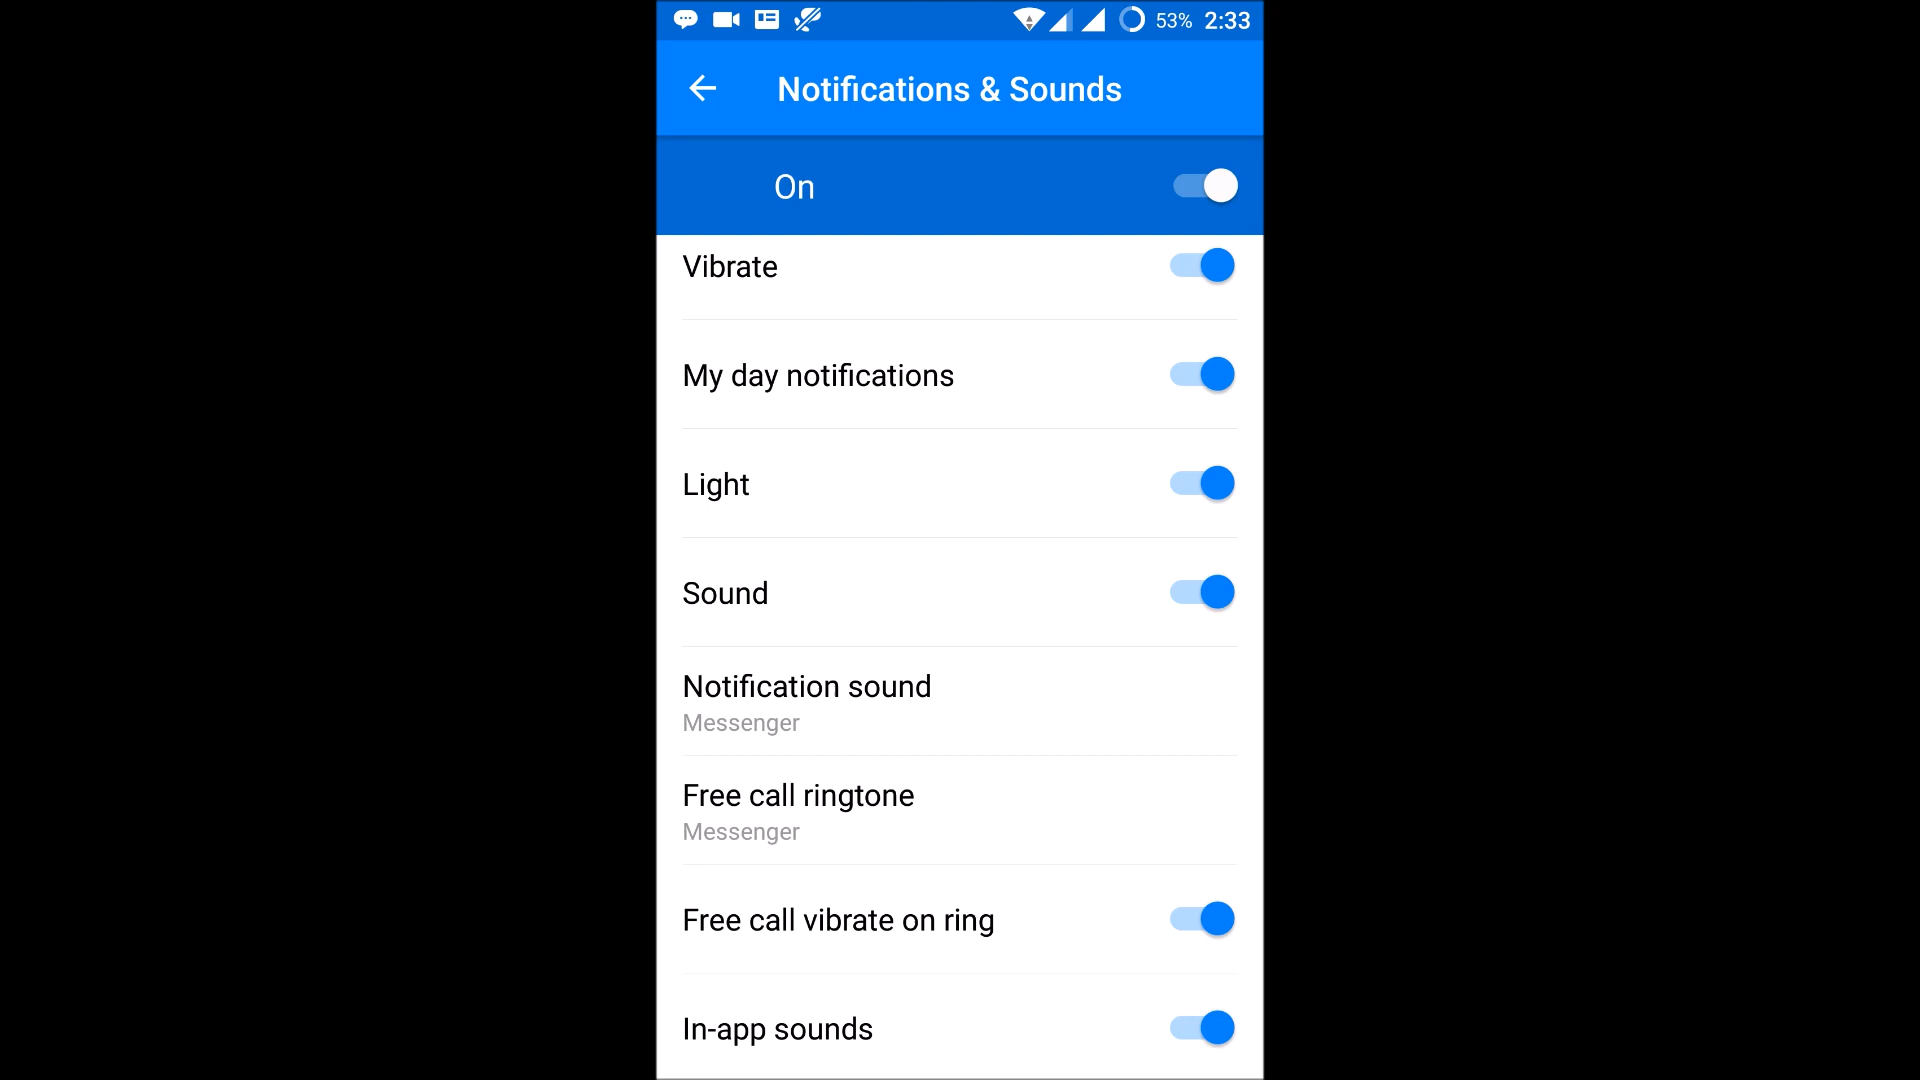 53% 2:33
Notifications & Sounds
On
Vibrate
My day notifications
Light
Sound
Notification sound
Messenger
Free call ringtone
Messenger
Free call vibrate on ring
In-app sounds